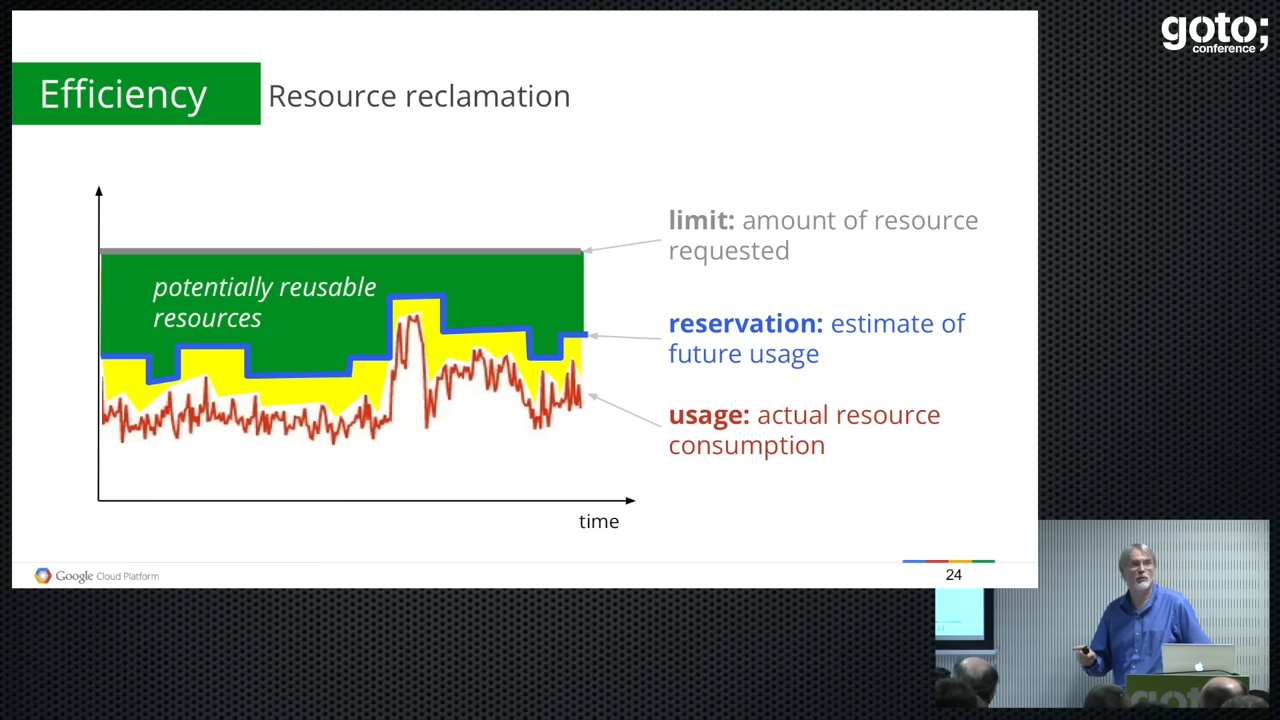 goto;
conference
Efficiency Resource reclamation
limit: amount of resource
requested
potentially reusable
resources
reservation: estimate of
future usage
usage: actual resource
consumption
time
Google Cloud Platform
24
goto